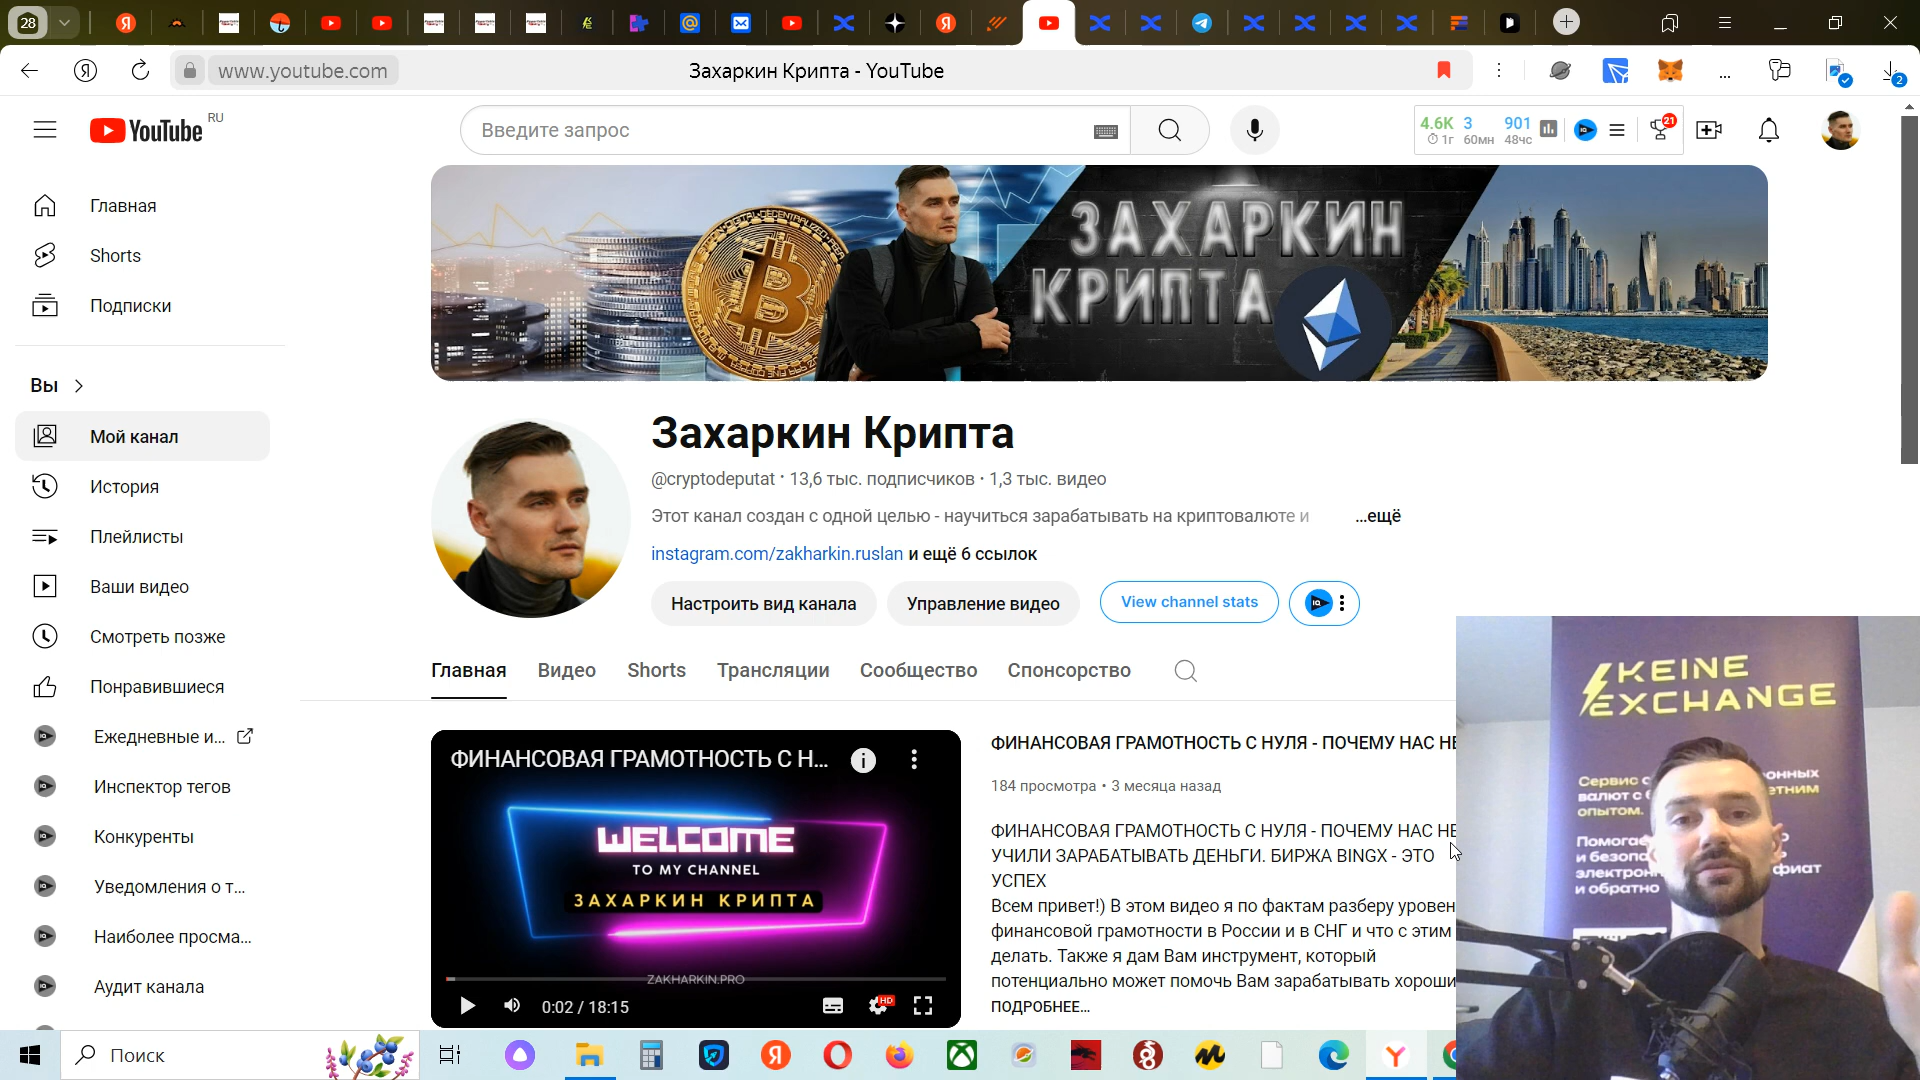 28
www.youtube.com
Захаркин Крипта - YouTube
...
2
YouTube RU
Введите запрос
4.6K 3 901
1г 60мн 48чс
21
Главная
Shorts
Подписки
Вы
Мой канал
История
Плейлисты
Ваши видео
Смотреть позже
Понравившиеся
Ежедневные и...
Инспектор тегов
Конкуренты
Уведомления о т...
Наиболее просма...
Аудит канала
ЗАХАРКИН
КРИПТА
Захаркин Крипта
@cryptodeputat • 13,6 тыс. подписчиков • 1,3 тыс. видео
Этот канал создан с одной целью - научиться зарабатывать на криптовалюте и ...ещё
instagram.com/zakharkin.ruslan и ещё 6 ссылок
Настроить вид канала
Управление видео
View channel stats
Главная
Видео
Shorts
Трансляции
Сообщество
Спонсорство
ФИНАНСОВАЯ ГРАМОТНОСТЬ С Н...
WELCOME
TO MY CHANNEL
ЗАХАРКИН КРИПТА
ZAKHARKIN.PRO
0:02 / 18:15
HD
ФИНАНСОВАЯ ГРАМОТНОСТЬ С НУЛЯ - ПОЧЕМУ НАС НЕ
184 просмотра • 3 месяца назад
ФИНАНСОВАЯ ГРАМОТНОСТЬ С НУЛЯ - ПОЧЕМУ НАС НЕ
УЧИЛИ ЗАРАБАТЫВАТЬ ДЕНЬГИ. БИРЖА BINGX - ЭТО
УСПЕХ
Всем привет!) В этом видео я по фактам разберу уровен
финансовой грамотности в России и в СНГ и что с этим
делать. Также я дам Вам инструмент, который
потенциально может помочь Вам зарабатывать хороши
ПОДРОБНЕЕ...
KEINE
EXCHANGE
Сервис
валют с
опытом.
и обратно
Поиск